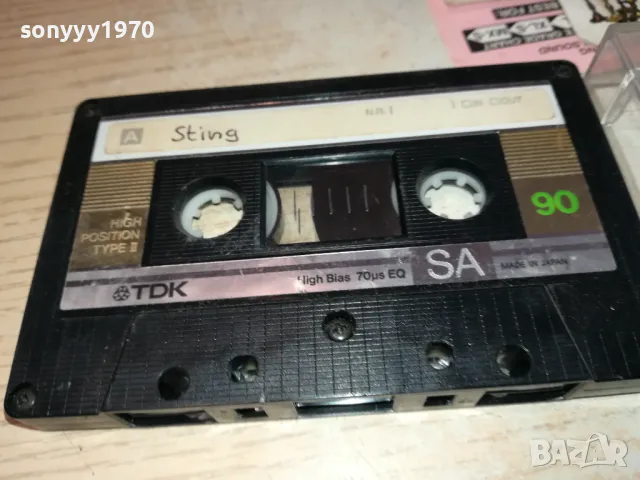 sonyyy1970
A Sting
N.R.
HIGH
POSITION
TYPE II
90
TDK
High Bias 70μs EQ
SA
MADE IN JAPAN
BAZAR